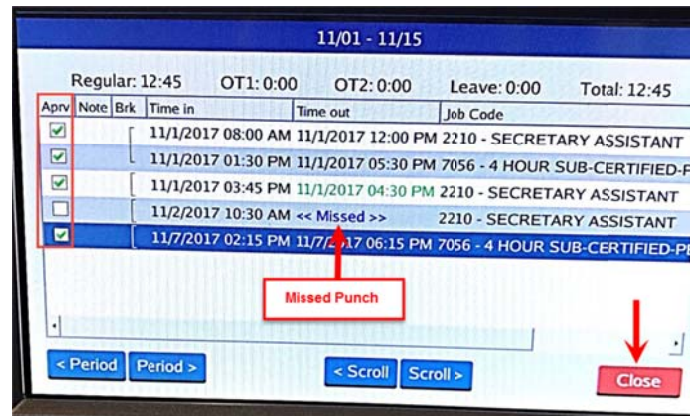 11/01 - 11/15
Regular: 12:45 OT1: 0:00 OT2: 0:00 Leave: 0:00 Total: 12:45
Aprv Note Brk Time in Time out Job Code
11/1/2017 08:00 AM 11/1/2017 12:00 PM 2210 - SECRETARY ASSISTANT
11/1/2017 01:30 PM 11/1/2017 05:30 PM 7056 - 4 HOUR SUB-CERTIFIED-P
11/1/2017 03:45 PM 11/1/2017 04:30 PM 2210 - SECRETARY ASSISTANT
11/2/2017 10:30 AM << Missed >> 2210 - SECRETARY ASSISTANT
11/7/2017 02:15 PM 11/7/2017 06:15 PM 7056 - 4 HOUR SUB-CERTIFIED-PE
Missed Punch
< Period Period > < Scroll Scroll > Close